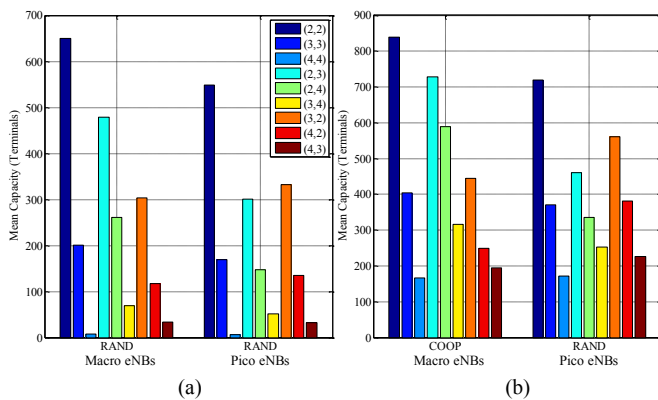 700
600
500
400
300
200
100
0
Mean Capacity (Terminals)
RAND
Macro eNBs
RAND
Pico eNBs
(2,2)
(3,3)
(4,4)
(2,3)
(2,4)
(3,4)
(3,2)
(4,2)
(4,3)
(a)
900
800
700
600
500
400
300
200
100
0
Mean Capacity (Terminals)
COOP
Macro eNBs
RAND
Pico eNBs
(b)